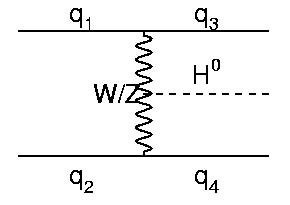 q₁ q₃
H⁰
W/Z
q₂ q₄